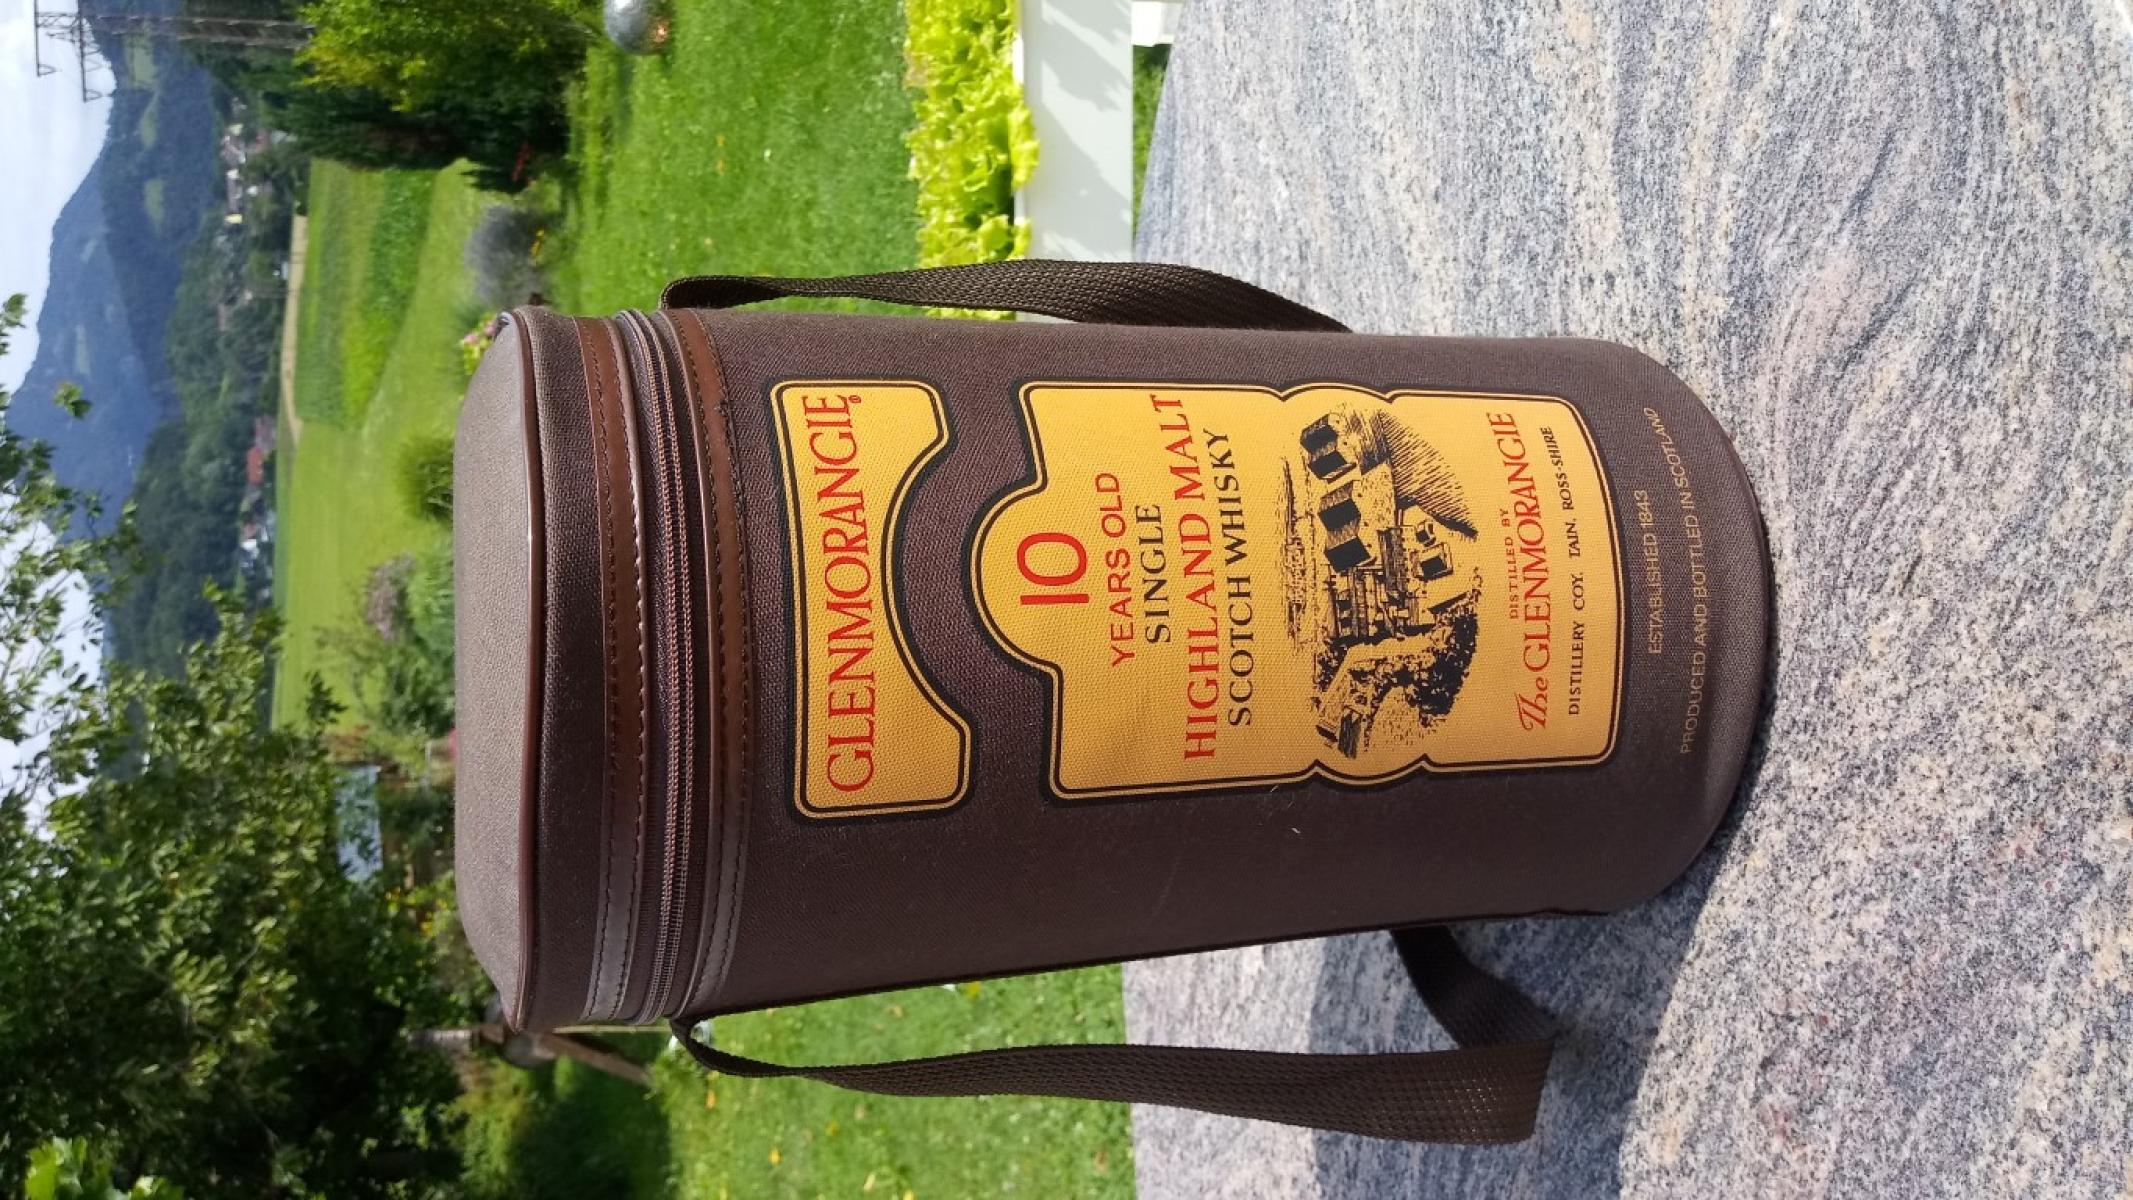 GLENMORANGIE®
10
YEARS OLD
SINGLE
HIGHLAND MALT
SCOTCH WHISKY
DISTILLED BY
The GLENMORANGIE
DISTILLERY COY, TAIN, ROSS-SHIRE
ESTABLISHED 1843
PRODUCED AND BOTTLED IN SCOTLAND